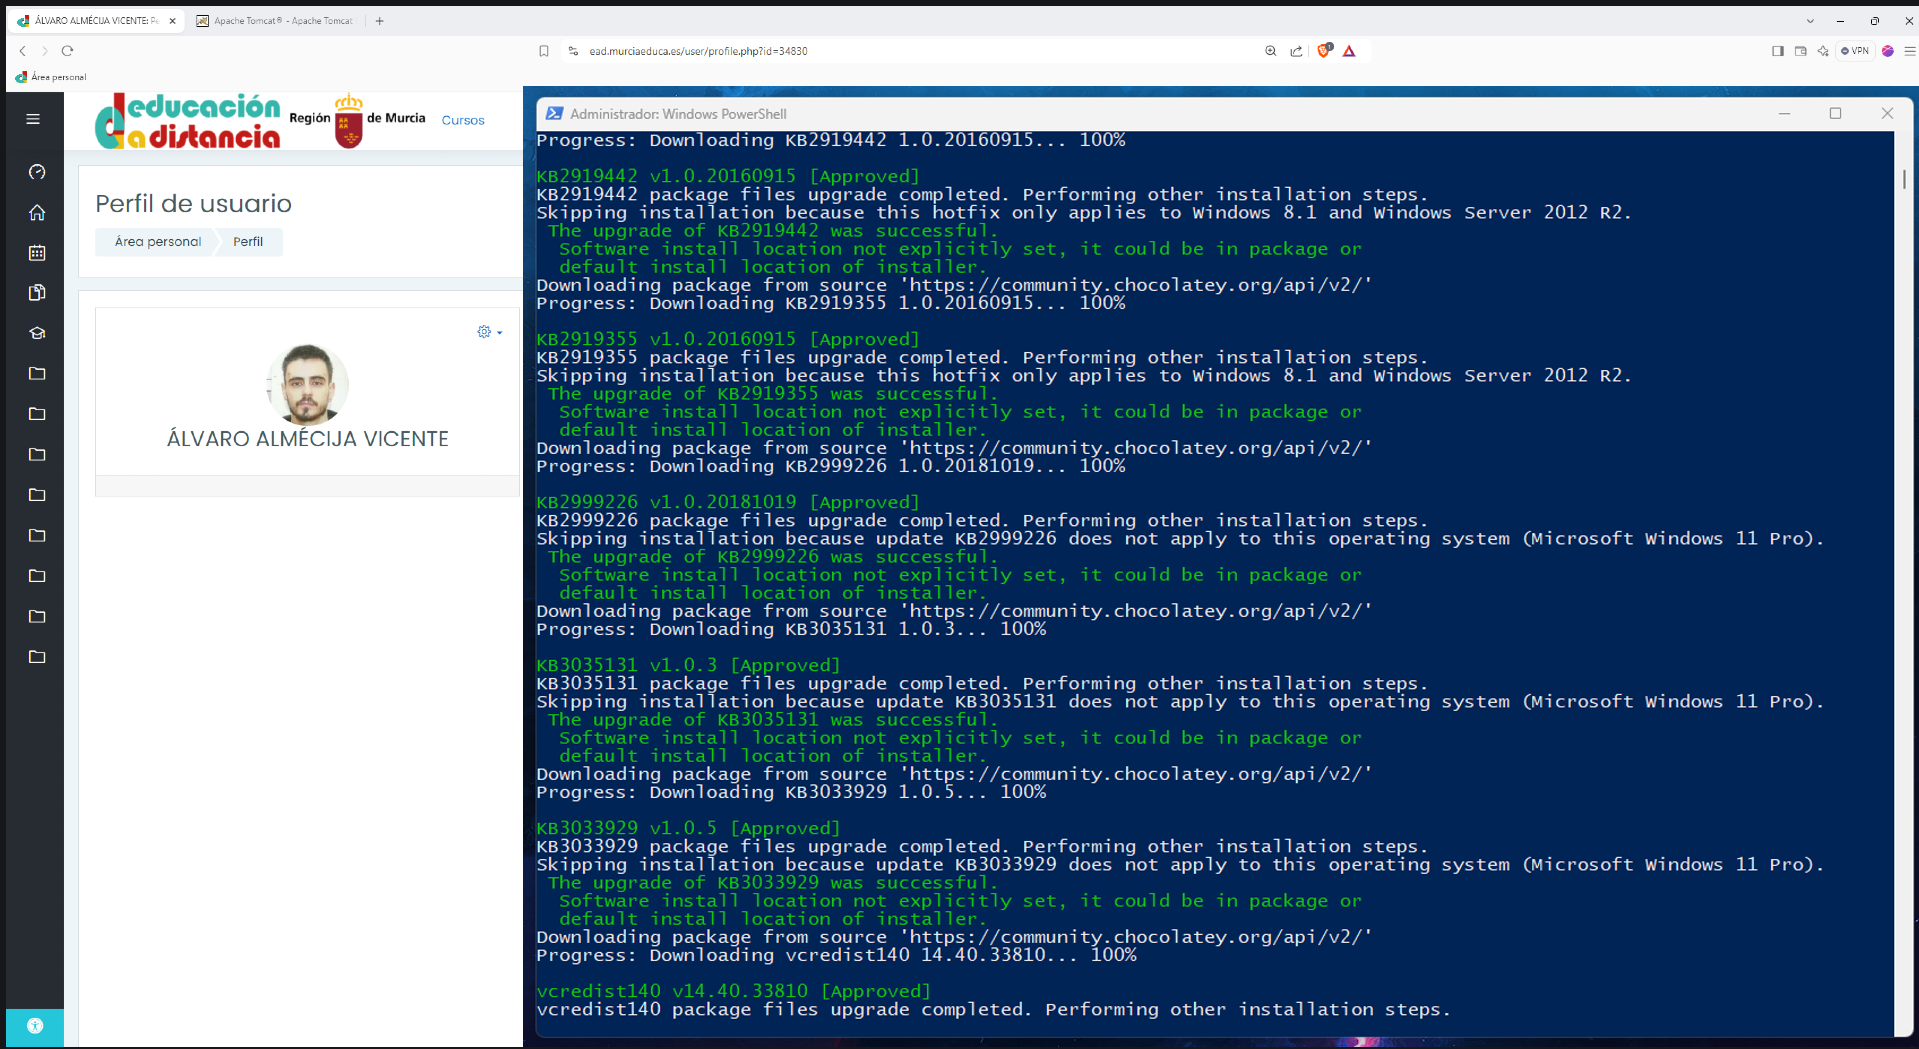 ÁLVARO ALMÉCIJA VICENTE: Pe
Apache Tomcat® - Apache Tomcat
ead.murciaeduca.es/user/profile.php?id=34830
VPN
Área personal
educación a distancia
Región de Murcia
Cursos
Perfil de usuario
Área personal
Perfil
ÁLVARO ALMÉCIJA VICENTE
Administrador: Windows PowerShell
Progress: Downloading KB2919442 1.0.20160915... 100%
KB2919442 v1.0.20160915 [Approved]
KB2919442 package files upgrade completed. Performing other installation steps.
Skipping installation because this hotfix only applies to Windows 8.1 and Windows Server 2012 R2.
The upgrade of KB2919442 was successful.
Software install location not explicitly set, it could be in package or
default install location of installer.
Downloading package from source 'https://community.chocolatey.org/api/v2/'
Progress: Downloading KB2919355 1.0.20160915... 100%
KB2919355 v1.0.20160915 [Approved]
KB2919355 package files upgrade completed. Performing other installation steps.
Skipping installation because this hotfix only applies to Windows 8.1 and Windows Server 2012 R2.
The upgrade of KB2919355 was successful.
Software install location not explicitly set, it could be in package or
default install location of installer.
Downloading package from source 'https://community.chocolatey.org/api/v2/'
Progress: Downloading KB2999226 1.0.20181019... 100%
KB2999226 v1.0.20181019 [Approved]
KB2999226 package files upgrade completed. Performing other installation steps.
Skipping installation because update KB2999226 does not apply to this operating system (Microsoft Windows 11 Pro).
The upgrade of KB2999226 was successful.
Software install location not explicitly set, it could be in package or
default install location of installer.
Downloading package from source 'https://community.chocolatey.org/api/v2/'
Progress: Downloading KB3035131 1.0.3... 100%
KB3035131 v1.0.3 [Approved]
KB3035131 package files upgrade completed. Performing other installation steps.
Skipping installation because update KB3035131 does not apply to this operating system (Microsoft Windows 11 Pro).
The upgrade of KB3035131 was successful.
Software install location not explicitly set, it could be in package or
default install location of installer.
Downloading package from source 'https://community.chocolatey.org/api/v2/'
Progress: Downloading KB3033929 1.0.5... 100%
KB3033929 v1.0.5 [Approved]
KB3033929 package files upgrade completed. Performing other installation steps.
Skipping installation because update KB3033929 does not apply to this operating system (Microsoft Windows 11 Pro).
The upgrade of KB3033929 was successful.
Software install location not explicitly set, it could be in package or
default install location of installer.
Downloading package from source 'https://community.chocolatey.org/api/v2/'
Progress: Downloading vcredist140 14.40.33810... 100%
vcredist140 v14.40.33810 [Approved]
vcredist140 package files upgrade completed. Performing other installation steps.